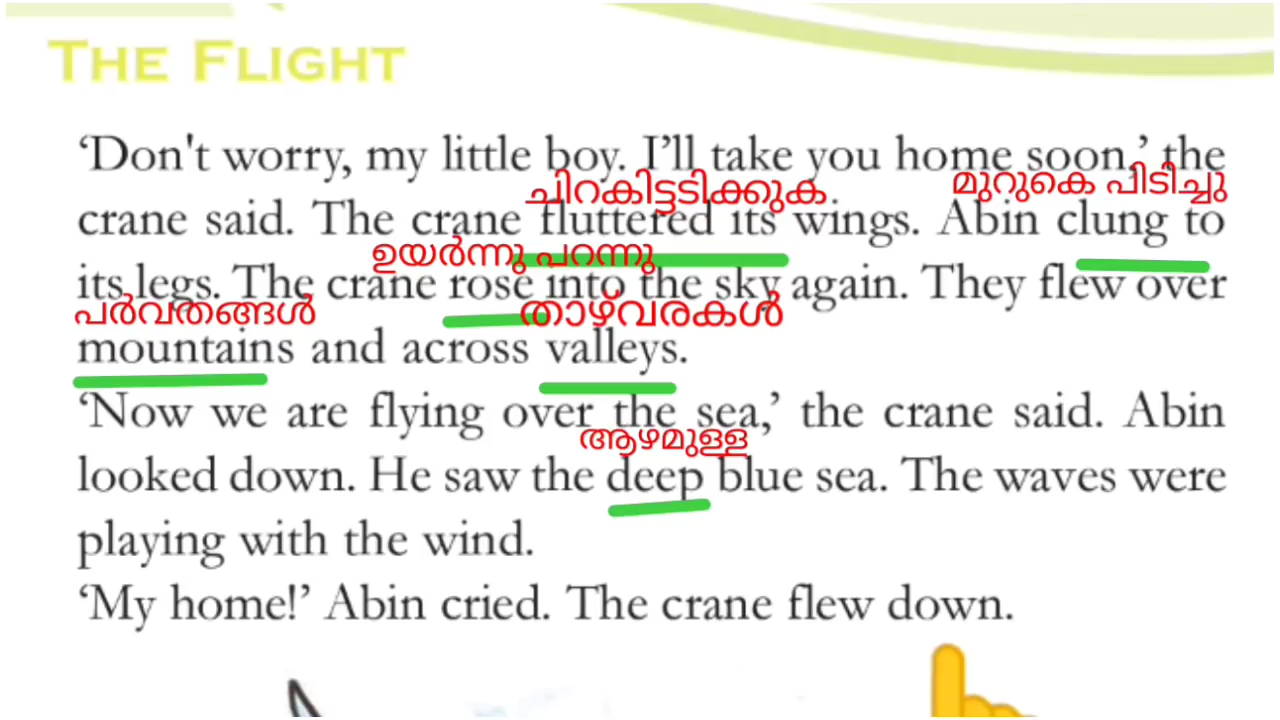 THE FLIGHT
‘Don't worry, my little boy. I’ll take you home soon,’ the
ചിറകിട്ടടിക്കുക മുറുകെ പിടിച്ചു
crane said. The crane fluttered its wings. Abin clung to
ഉയർന്നു പറന്നു
its legs. The crane rose into the sky again. They flew over
പർവതങ്ങൾ താഴ്‌വരകൾ
mountains and across valleys.
‘Now we are flying over the sea,’ the crane said. Abin
ആഴമുള്ള
looked down. He saw the deep blue sea. The waves were
playing with the wind.
‘My home!’ Abin cried. The crane flew down.